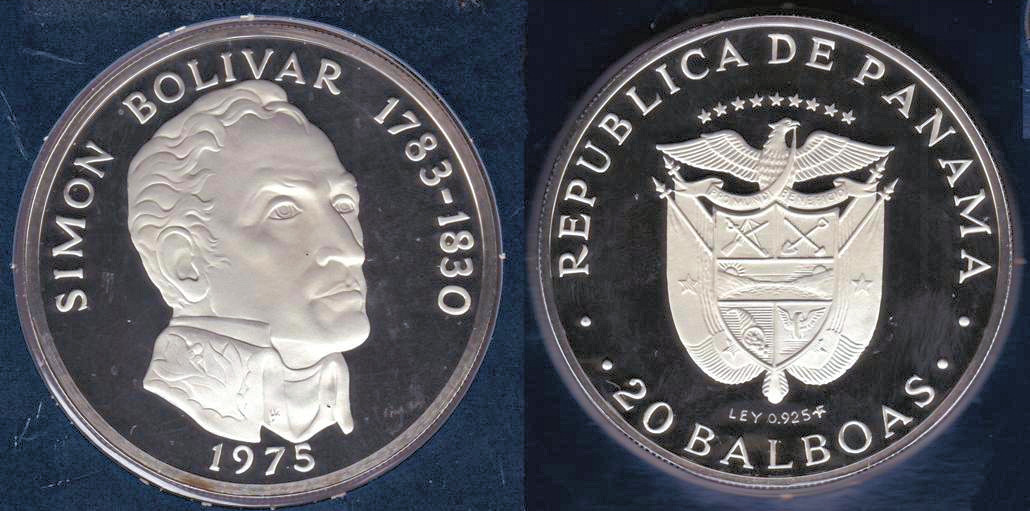 SIMON BOLIVAR 1783-1830
1975
REPUBLICA DE PANAMA
LEY 0.925
20 BALBOAS